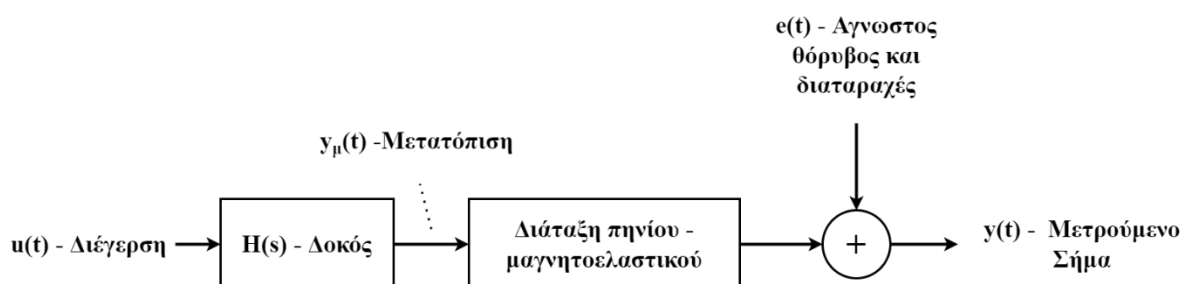 e(t) - Αγνωστος
θόρυβος και
διαταραχές
yμ(t) -Μετατόπιση
u(t) - Διέγερση
H(s) - Δοκός
Διάταξη πηνίου -
μαγνητοελαστικού
+
y(t) - Μετρούμενο
Σήμα